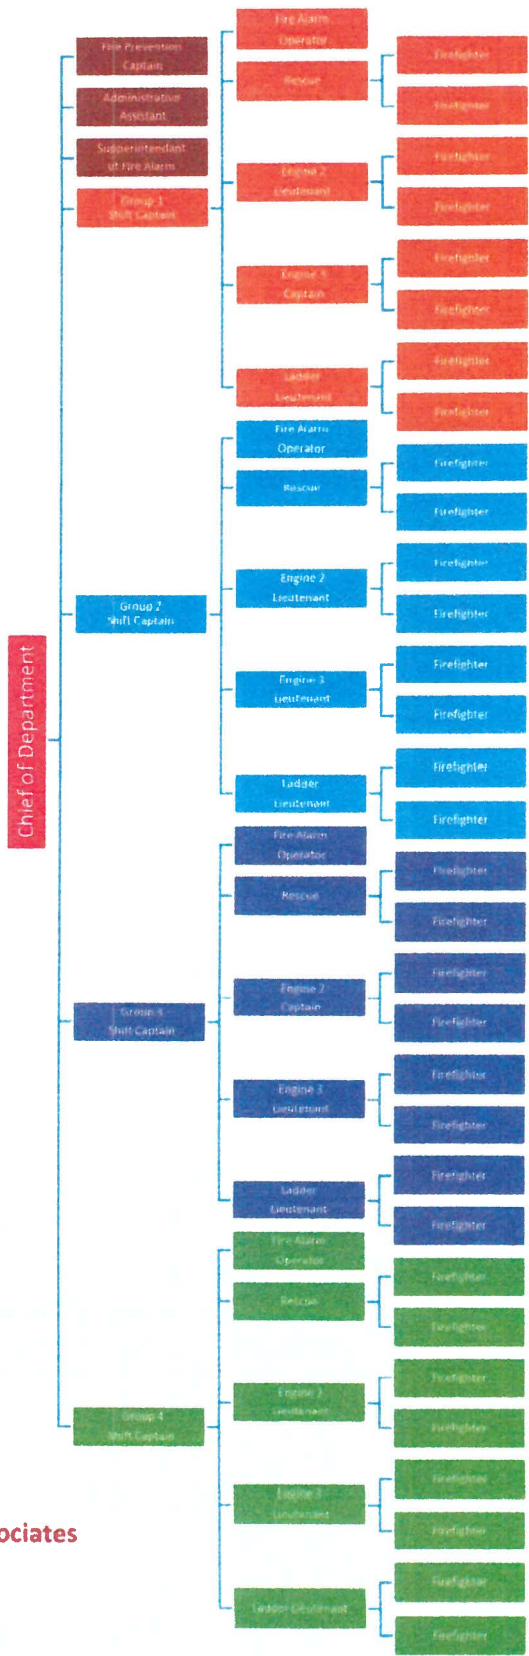 Chief of Department
Fire Prevention
Captain
Administrative
Assistant
Supperintendant
of Fire Alarm
Group 1
Shift Captain
Fire Alarm
Operator
Rescue
Firefighter
Firefighter
Engine 2
Lieutenant
Firefighter
Firefighter
Engine 3
Captain
Firefighter
Firefighter
Ladder
Lieutenant
Firefighter
Firefighter
Group 2
Shift Captain
Fire Alarm
Operator
Rescue
Firefighter
Firefighter
Engine 2
Lieutenant
Firefighter
Firefighter
Engine 3
Lieutenant
Firefighter
Firefighter
Ladder
Lieutenant
Firefighter
Firefighter
Group 3
Shift Captain
Fire Alarm
Operator
Rescue
Firefighter
Firefighter
Engine 2
Captain
Firefighter
Firefighter
Engine 3
Lieutenant
Firefighter
Firefighter
Ladder
Lieutenant
Firefighter
Firefighter
Group 4
Shift Captain
Fire Alarm
Operator
Rescue
Firefighter
Firefighter
Engine 2
Lieutenant
Firefighter
Firefighter
Engine 3
Lieutenant
Firefighter
Firefighter
Ladder Lieutenant
Firefighter
Firefighter
ociates